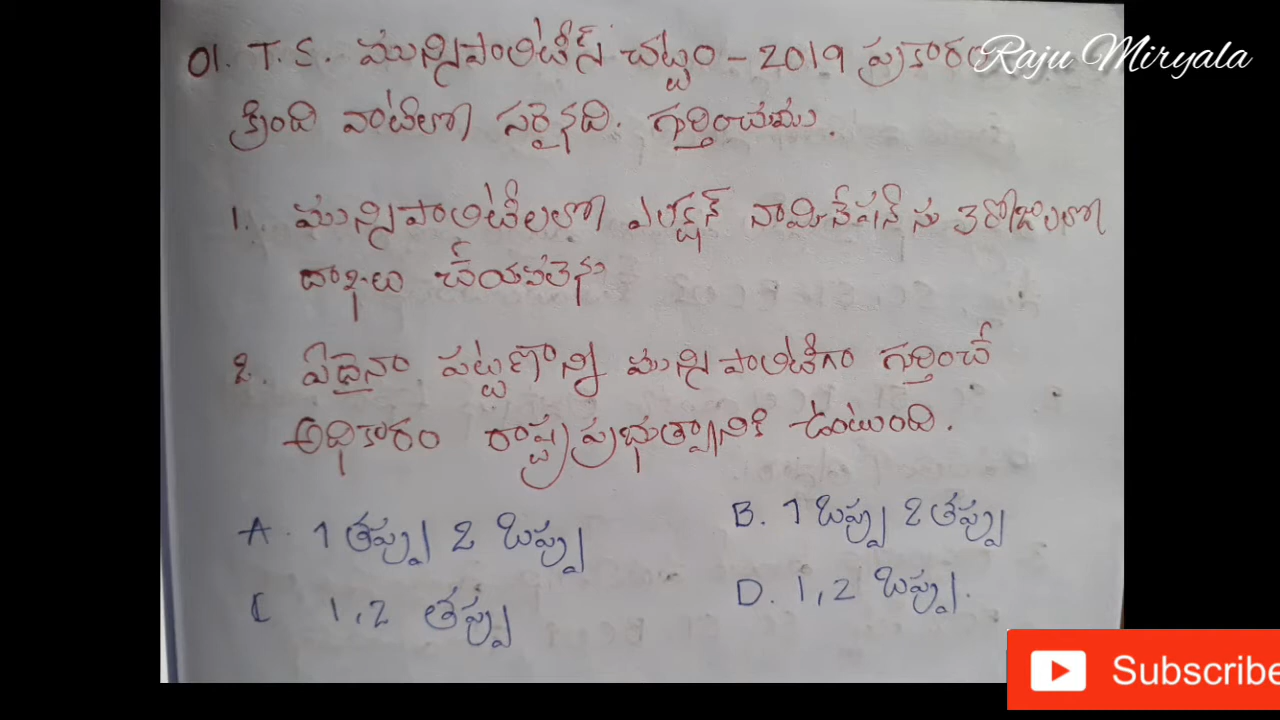 01. T.S. మున్సిపాలిటీస్ చట్టం - 2019 ప్రకారం
Raju Miryala
క్రింది వాటిలో సరైనది. గుర్తించుము.
1. మున్సిపాలిటీలలో ఎలక్షన్ నామినేషన్ ను 3 రోజులలో
దాఖలు చేయవలెను
2. ఏదైనా పట్టణాన్ని మున్సిపాలిటీగా గుర్తించే
అధికారం రాష్ట్ర ప్రభుత్వానికి ఉంటుంది.
A. 1 తప్పు 2 ఒప్పు
B. 1 ఒప్పు 2 తప్పు
C 1,2 తప్పు
D. 1,2 ఒప్పు.
Subscribe